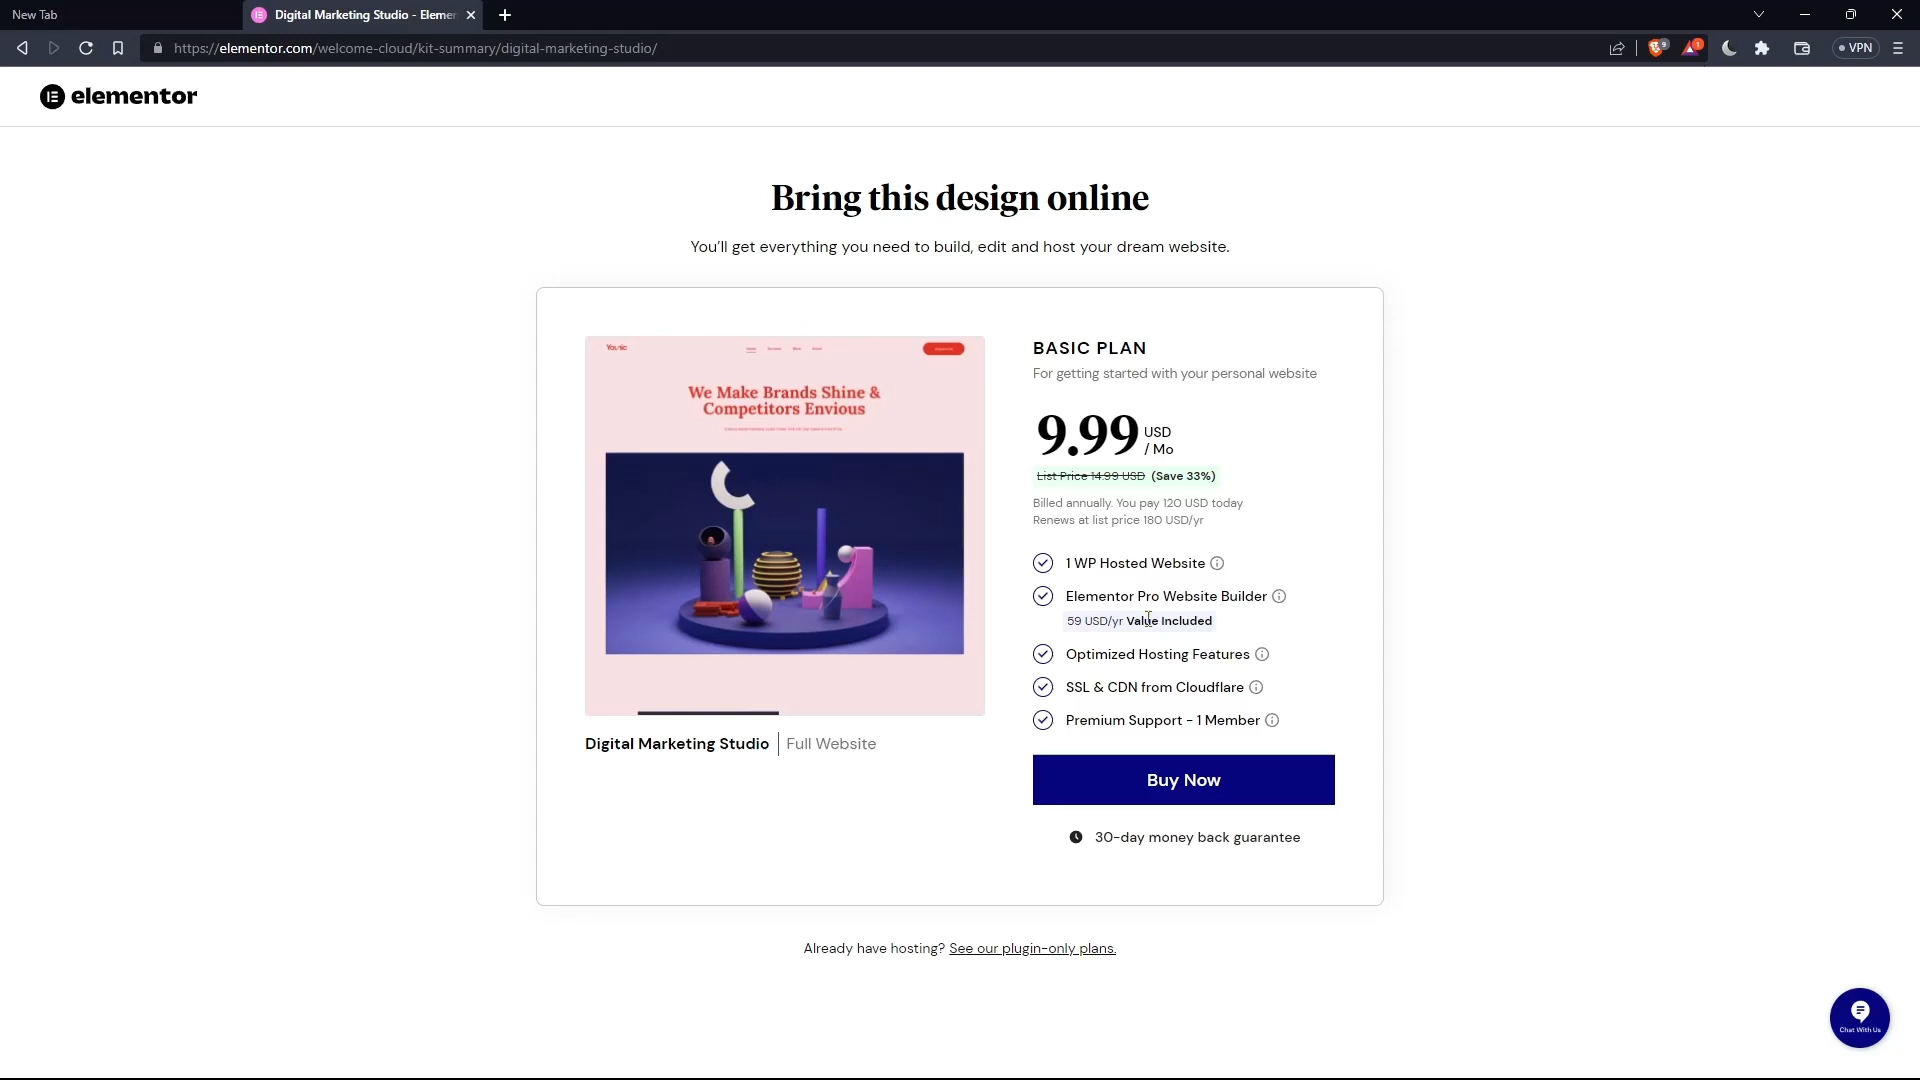 New Tab
Digital Marketing Studio - Elemen
https://elementor.com/welcome-cloud/kit-summary/digital-marketing-studio/
9
1
VPN
elementor
Bring this design online
You'll get everything you need to build, edit and host your dream website.
We Make Brands Shine &
Competitors Envious
Digital Marketing Studio | Full Website
BASIC PLAN
For getting started with your personal website
9.99 USD
/ Mo
List Price 14.99 USD (Save 33%)
Billed annually. You pay 120 USD today
Renews at list price 180 USD/yr
1 WP Hosted Website
Elementor Pro Website Builder
59 USD/yr Value Included
Optimized Hosting Features
SSL & CDN from Cloudflare
Premium Support - 1 Member
Buy Now
30-day money back guarantee
Already have hosting? See our plugin-only plans.
Chat With Us